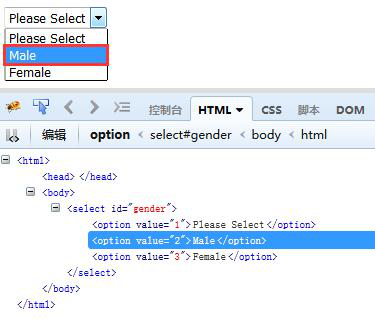 Please Select
Please Select
Male
Female
控制台 HTML CSS 脚本 DOM
编辑 option < select#gender < body < html
<html>
<head> </head>
<body>
<select id="gender">
<option value="1">Please Select</option>
<option value="2">Male</option>
<option value="3">Female</option>
</select>
</body>
</html>